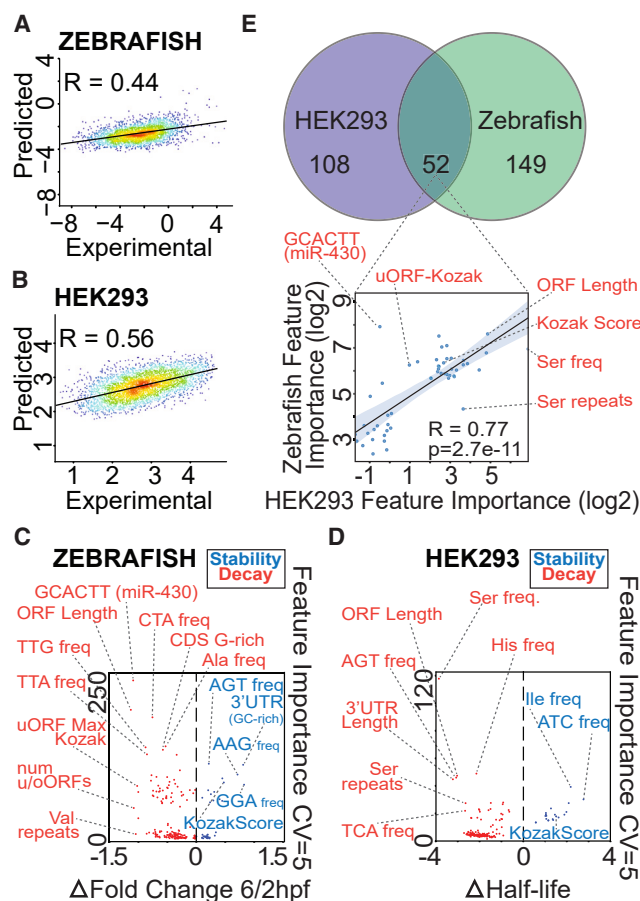 A
ZEBRAFISH
R = 0.44
Predicted
0
−4
−8
−8
−4
0
4
Experimental
B
HEK293
R = 0.56
Predicted
4
3
2
1
1
2
3
4
Experimental
E
HEK293
Zebrafish
108
52
149
GCACTT
(miR-430)
uORF-Kozak
ORF Length
Kozak Score
Ser freq
Ser repeats
Zebrafish Feature
Importance (log2)
9
7
5
3
R = 0.77
p=2.7e-11
-1
1
3
5
HEK293 Feature Importance (log2)
C
ZEBRAFISH
Stability
Decay
GCACTT (miR-430)
ORF Length
CTA freq
TTG freq
CDS G-rich
Ala freq
TTA freq
AGT freq
3'UTR
(GC-rich)
uORF Max
Kozak
AAG freq
num
u/oORFs
GGA freq
Val
repeats
KozakScore
250
0
-1.5
0
1.5
ΔFold Change 6/2hpf
Feature Importance CV=5
D
HEK293
Stability
Decay
Ser freq.
ORF Length
His freq
AGT freq
Ile freq
3'UTR
Length
ATC freq
Ser
repeats
TCA freq
KozakScore
120
0
-4
0
4
ΔHalf-life
Feature Importance CV=5